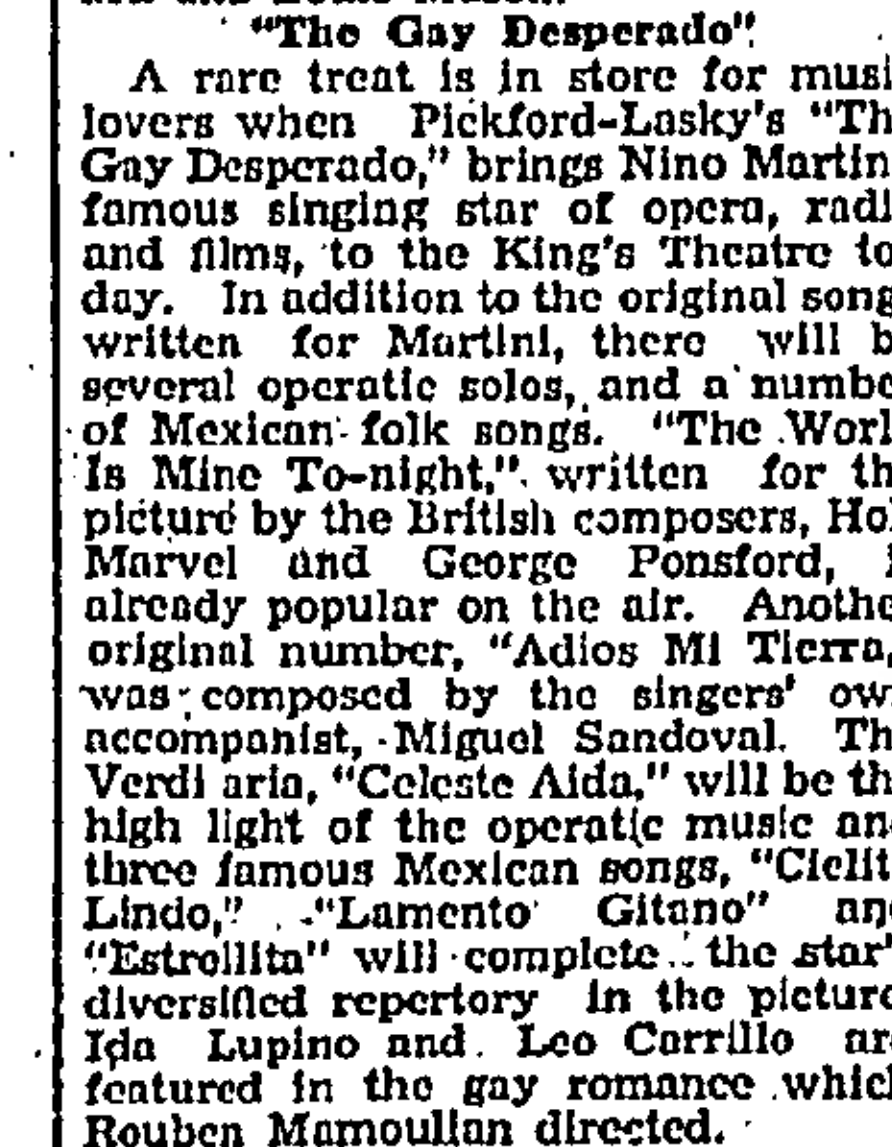 "The Gay Desperado"
A rare treat is in store for musi
lovers when Pickford-Lasky's "Th
Gay Desperado," brings Nino Martin
famous singing star of opera, radi
and films, to the King's Theatre to
day. In addition to the original song
written for Martini, there will b
several operatic solos, and a numbe
of Mexican folk songs. "The Worl
Is Mine To-night," written for th
picture by the British composers, Hol
Marvel and George Ponsford, i
already popular on the air. Anothe
original number, "Adios Mi Tierra,
was composed by the singers' ow
accompanist, Miguel Sandoval. Th
Verdi aria, "Celeste Aida," will be th
high light of the operatic music an
three famous Mexican songs, "Cielit
Lindo," "Lamento Gitano" an
"Estrollita" will complete the star'
diversified repertory in the picture
Ida Lupino and Leo Carrillo ar
featured in the gay romance which
Rouben Mamoulian directed.